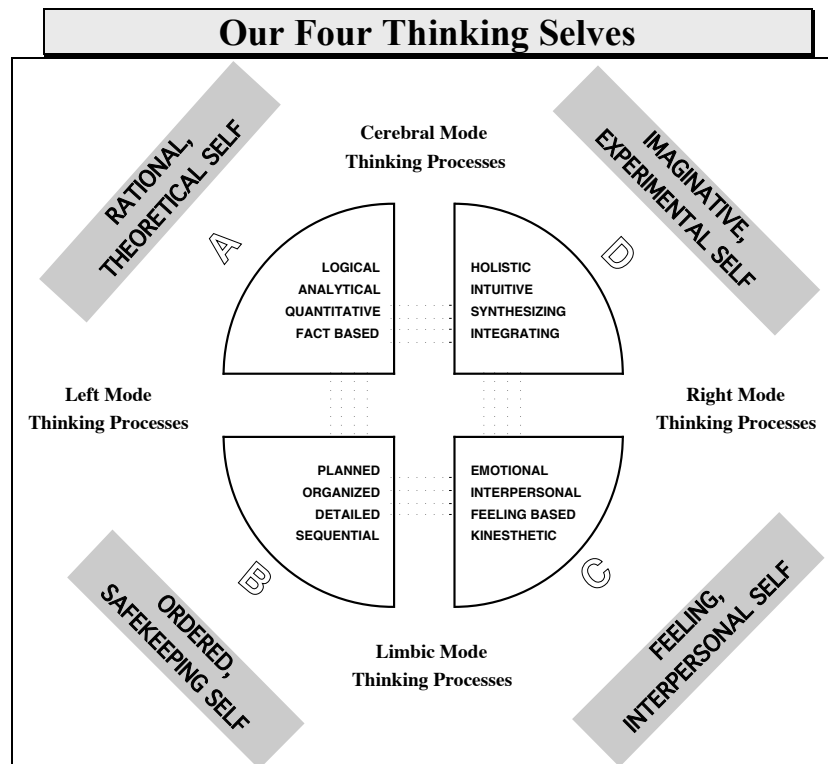 Our Four Thinking Selves
RATIONAL,
THEORETICAL SELF
Cerebral Mode
Thinking Processes
IMAGINATIVE,
EXPERIMENTAL SELF
A
LOGICAL
ANALYTICAL
QUANTITATIVE
FACT BASED
D
HOLISTIC
INTUITIVE
SYNTHESIZING
INTEGRATING
Left Mode
Thinking Processes
Right Mode
Thinking Processes
PLANNED
ORGANIZED
DETAILED
SEQUENTIAL
B
EMOTIONAL
INTERPERSONAL
FEELING BASED
KINESTHETIC
C
ORDERED,
SAFEKEEPING SELF
Limbic Mode
Thinking Processes
FEELING,
INTERPERSONAL SELF